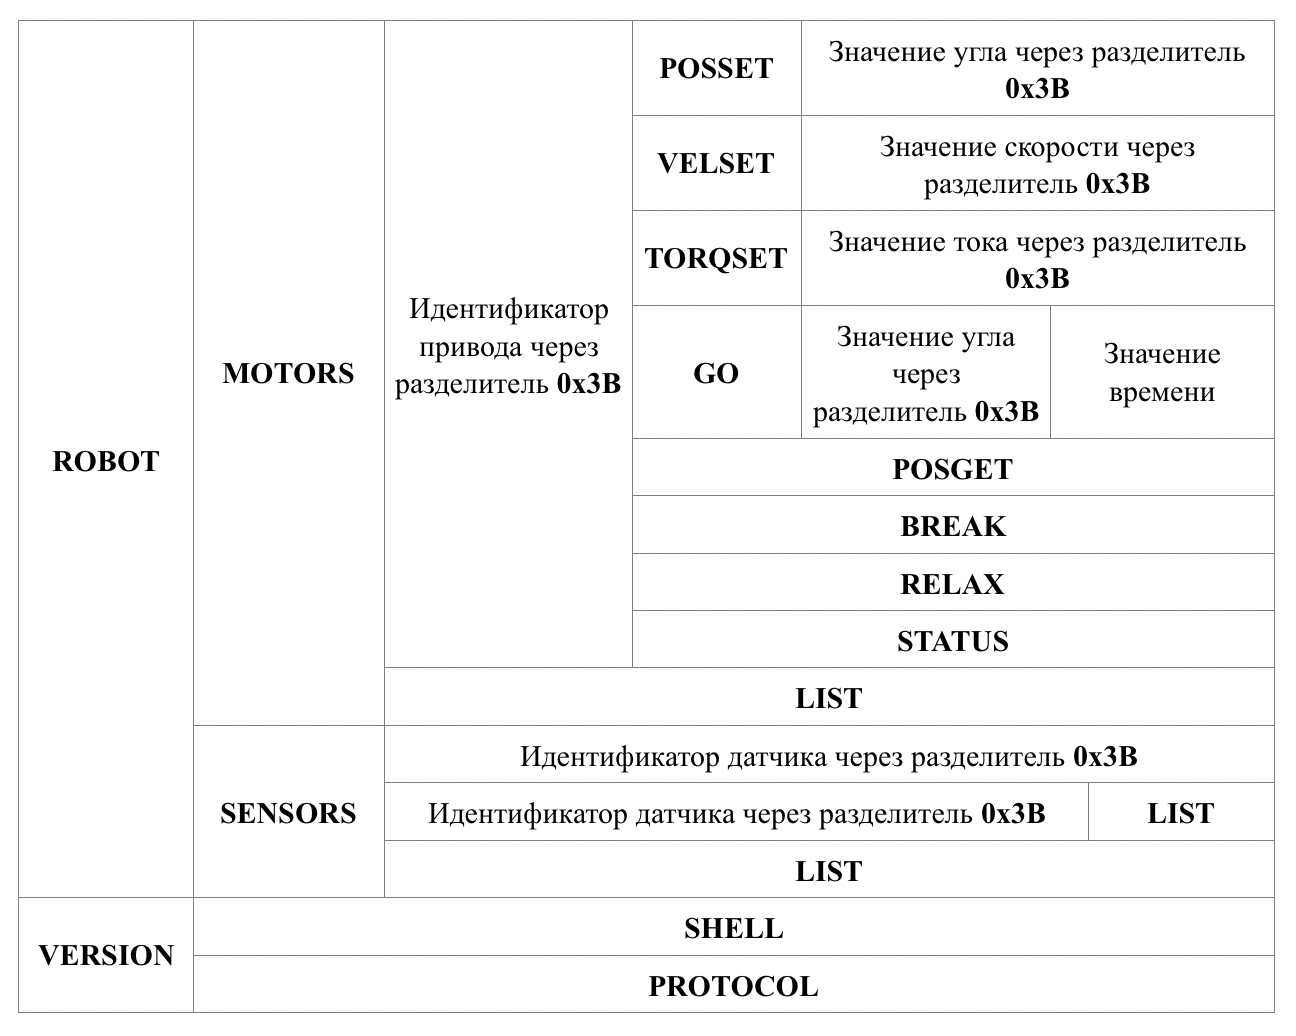 ROBOT
MOTORS
Идентификатор
привода через
разделитель 0x3B
POSSET
Значение угла через разделитель
0x3B
VELSET
Значение скорости через
разделитель 0x3B
TORQSET
Значение тока через разделитель
0x3B
GO
Значение угла
через
разделитель 0x3B
Значение
времени
POSGET
BREAK
RELAX
STATUS
LIST
SENSORS
Идентификатор датчика через разделитель 0x3B
Идентификатор датчика через разделитель 0x3B
LIST
LIST
VERSION
SHELL
PROTOCOL